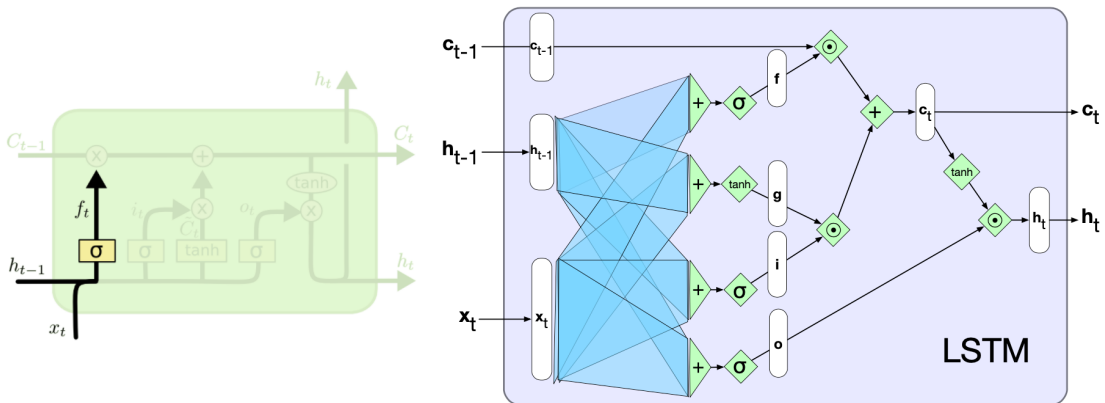 h_t
C_{t-1}
C_t
x
+
tanh
f_t
i_t
C̃_t
o_t
x
x
σ
σ
tanh
σ
h_{t-1}
h_t
x_t
c_{t-1}
c_{t-1}
⊙
f
+
σ
+
c_t
c_t
h_{t-1}
h_{t-1}
+
tanh
g
tanh
⊙
⊙
h_t
h_t
i
+
σ
x_t
x_t
o
+
σ
LSTM